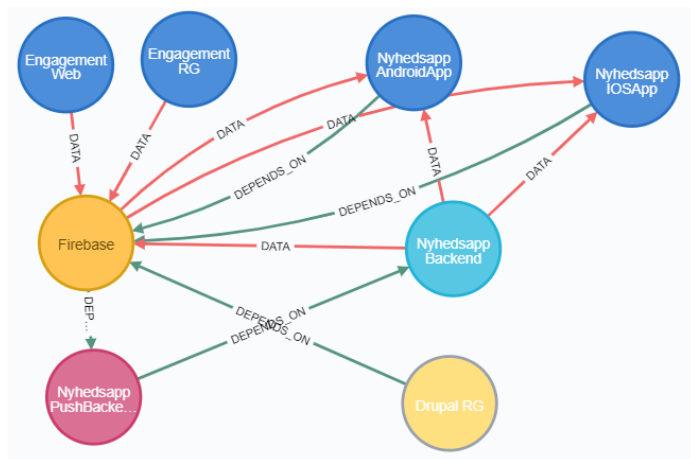 Engagement
Web
Engagement
RG
Nyhedsapp
AndroidApp
Nyhedsapp
IOSApp
DATA
DATA
DATA
DATA
DATA
DATA
DEPENDS_ON
DEPENDS_ON
Firebase
DATA
Nyhedsapp
Backend
DEP...
DEPENDS_ON
DEPENDS_ON
Nyhedsapp
PushBacke...
Drupal RG